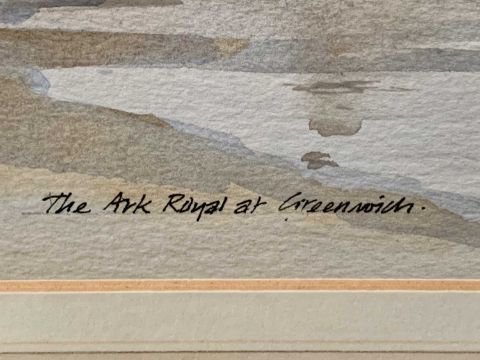 The Ark Royal at Greenwich.